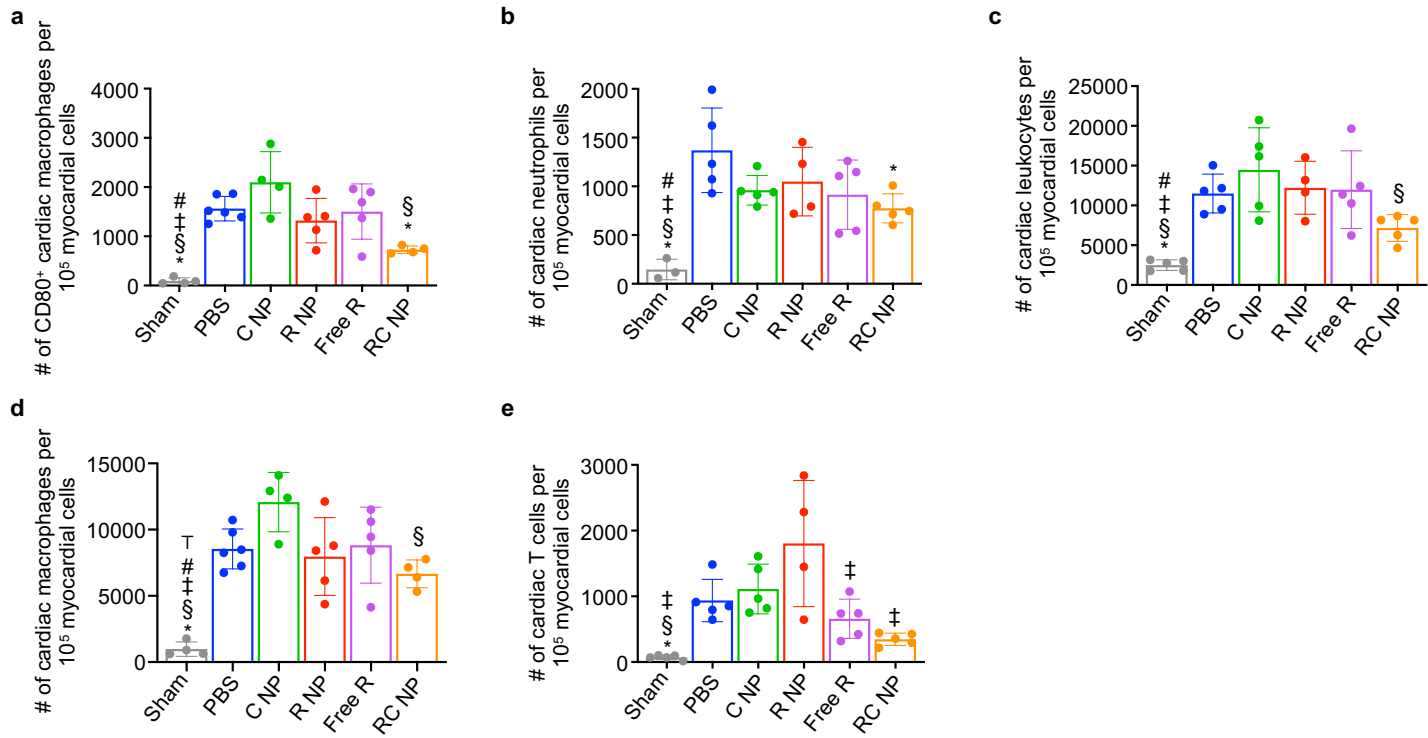 a
# of CD80⁺ cardiac macrophages per
10⁵ myocardial cells
4000
3000
2000
1000
0
#
‡
§
*
§
*
Sham
PBS
C NP
R NP
Free R
RC NP
b
# of cardiac neutrophils per
10⁵ myocardial cells
2000
1500
1000
500
0
#
‡
§
*
*
Sham
PBS
C NP
R NP
Free R
RC NP
c
# of cardiac leukocytes per
10⁵ myocardial cells
25000
20000
15000
10000
5000
0
#
‡
§
*
§
Sham
PBS
C NP
R NP
Free R
RC NP
d
# of cardiac macrophages per
10⁵ myocardial cells
15000
10000
5000
0
┬
#
‡
§
*
§
Sham
PBS
C NP
R NP
Free R
RC NP
e
# of cardiac T cells per
10⁵ myocardial cells
3000
2000
1000
0
‡
§
*
‡
‡
Sham
PBS
C NP
R NP
Free R
RC NP